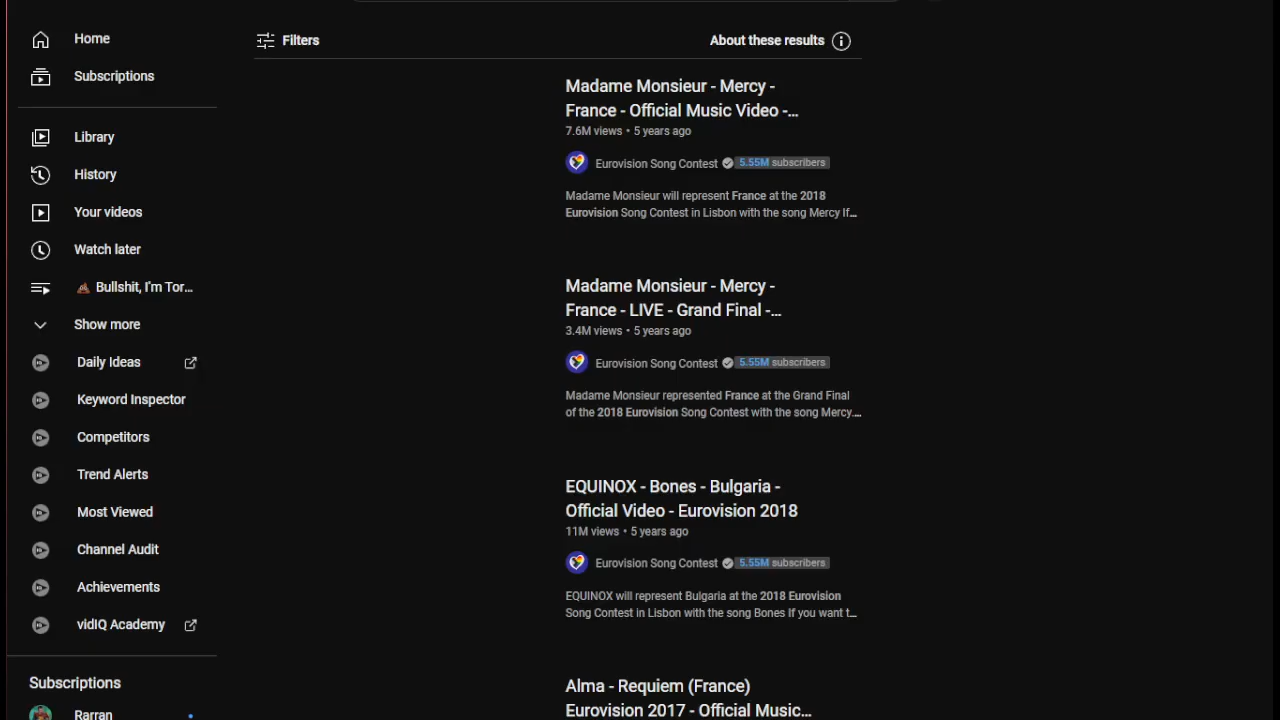 Home
Subscriptions
Library
History
Your videos
Watch later
Bullshit, I'm Tor...
Show more
Daily Ideas
Keyword Inspector
Competitors
Trend Alerts
Most Viewed
Channel Audit
Achievements
vidIQ Academy
Subscriptions
Rarran
Filters
About these results
Madame Monsieur - Mercy -
France - Official Music Video -...
7.6M views • 5 years ago
Eurovision Song Contest 5.55M subscribers
Madame Monsieur will represent France at the 2018
Eurovision Song Contest in Lisbon with the song Mercy If...
Madame Monsieur - Mercy -
France - LIVE - Grand Final -...
3.4M views • 5 years ago
Eurovision Song Contest 5.55M subscribers
Madame Monsieur represented France at the Grand Final
of the 2018 Eurovision Song Contest with the song Mercy....
EQUINOX - Bones - Bulgaria -
Official Video - Eurovision 2018
11M views • 5 years ago
Eurovision Song Contest 5.55M subscribers
EQUINOX will represent Bulgaria at the 2018 Eurovision
Song Contest in Lisbon with the song Bones If you want t...
Alma - Requiem (France)
Eurovision 2017 - Official Music...